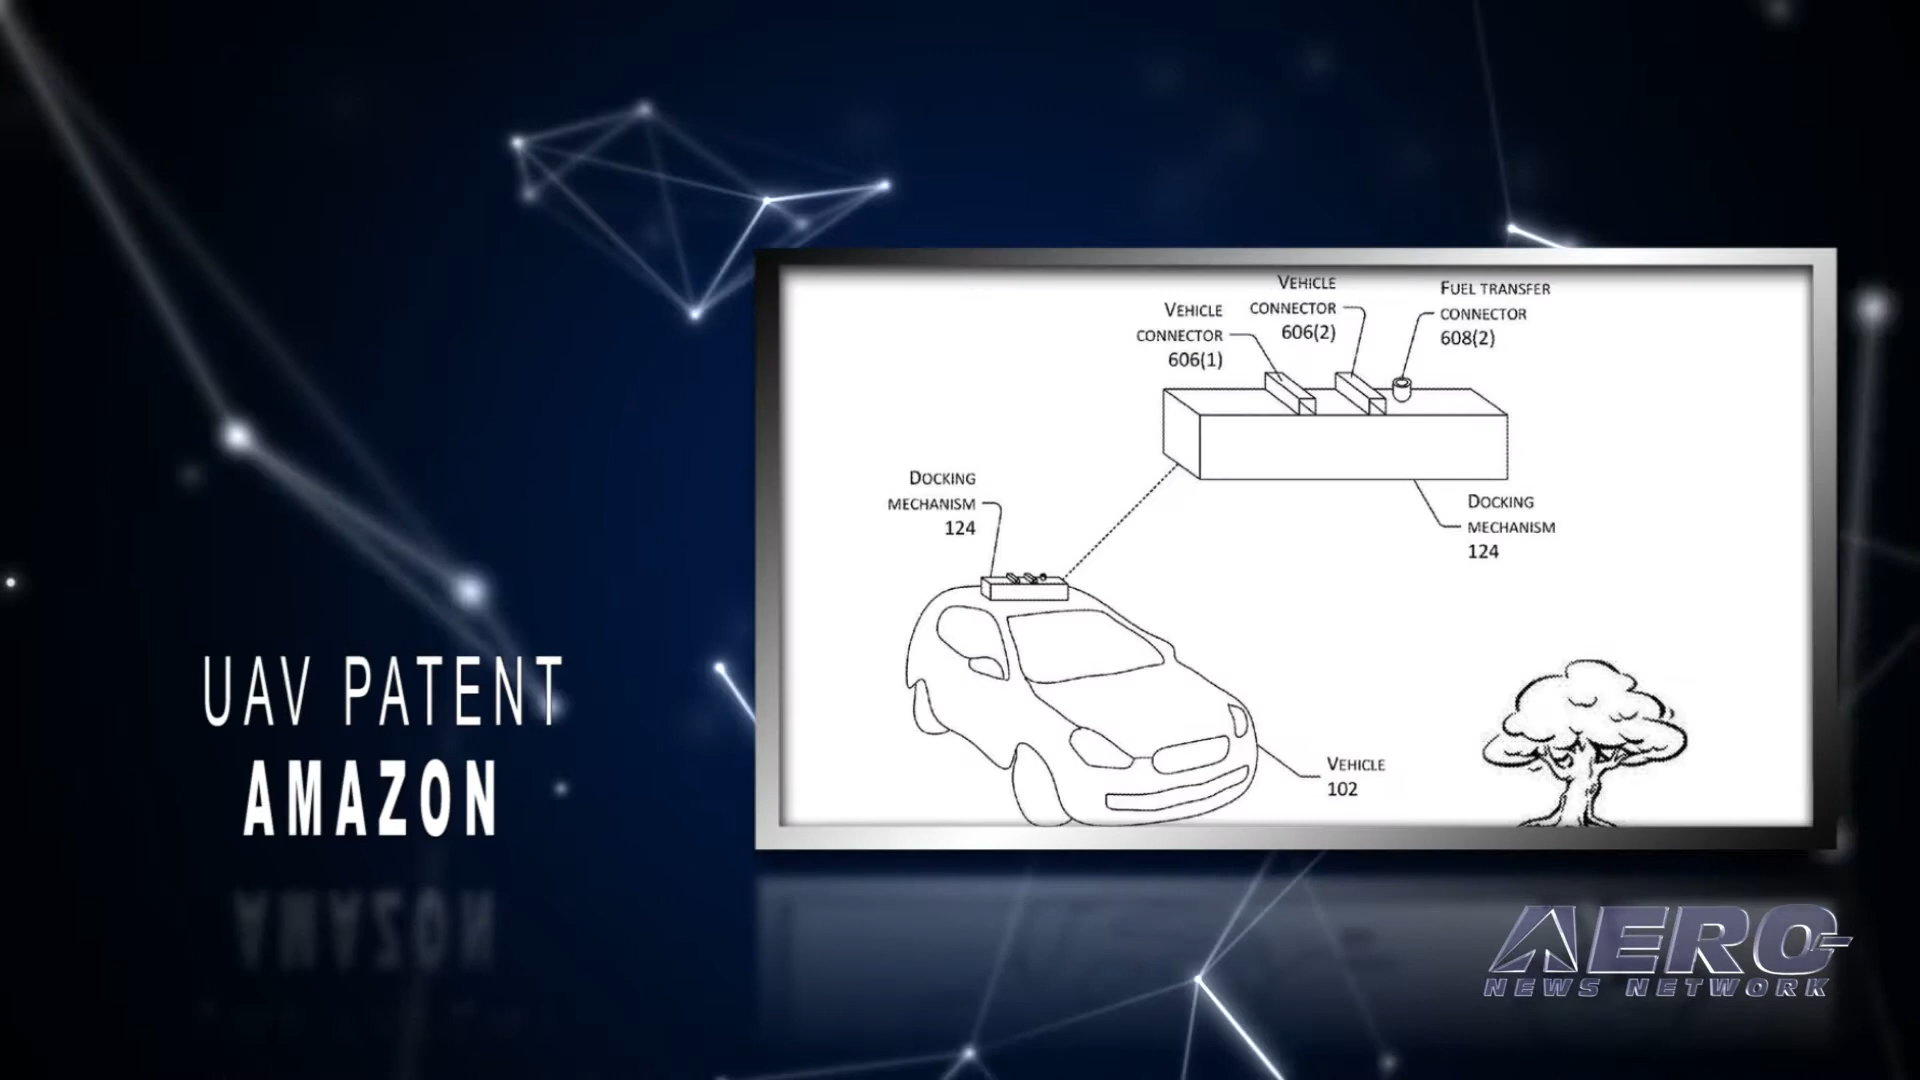 UAV PATENT
AMAZON
VEHICLE
CONNECTOR
606(1)
VEHICLE
CONNECTOR
606(2)
FUEL TRANSFER
CONNECTOR
608(2)
DOCKING
MECHANISM
124
DOCKING
MECHANISM
124
VEHICLE
102
AERO
NEWS NETWORK